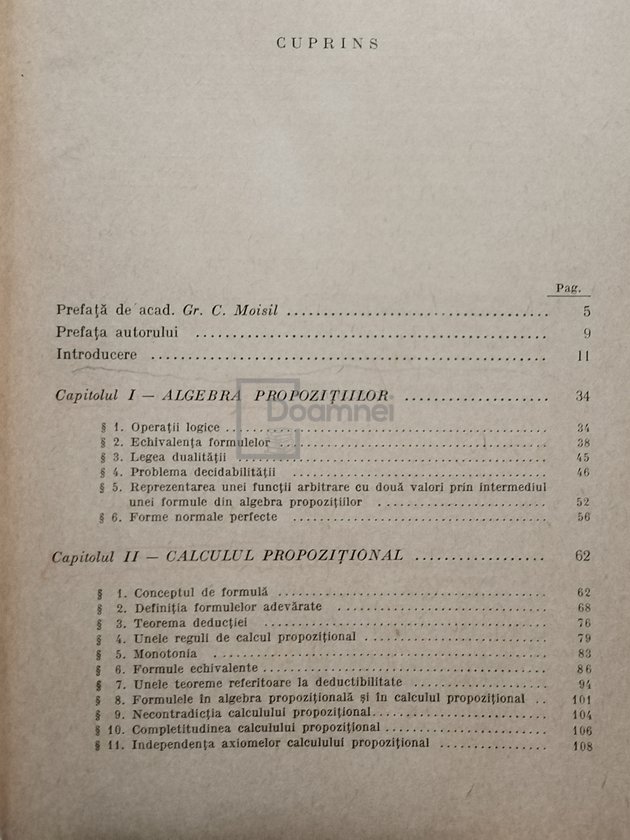 CUPRINS
Pag.
Prefață de acad. Gr. C. Moisil ................................... 5
Prefața autorului ................................... 9
Introducere ................................... 11
Capitolul I — ALGEBRA PROPOZIȚIILOR .................... 34
§ 1. Operații logice ................................... 34
§ 2. Echivalența formulelor ................................... 38
§ 3. Legea dualității ................................... 45
§ 4. Problema decidabilității ................................... 46
§ 5. Reprezentarea unei funcții arbitrare cu două valori prin intermediul
unei formule din algebra propozițiilor ........................ 52
§ 6. Forme normale perfecte ................................... 56
Capitolul II — CALCULUL PROPOZIȚIONAL .................. 62
§ 1. Conceptul de formulă ................................... 62
§ 2. Definiția formulelor adevărate ............................ 68
§ 3. Teorema deducției ................................... 76
§ 4. Unele reguli de calcul propozițional ........................ 79
§ 5. Monotonia ................................... 83
§ 6. Formule echivalente ................................... 86
§ 7. Unele teoreme referitoare la deductibilitate .................. 94
§ 8. Formulele în algebra propozițională și în calculul propozițional .. 101
§ 9. Necontradicția calculului propozițional ....................... 104
§ 10. Completitudinea calculului propozițional ...................... 106
§ 11. Independența axiomelor calculului propozițional ............... 108
Doamnei